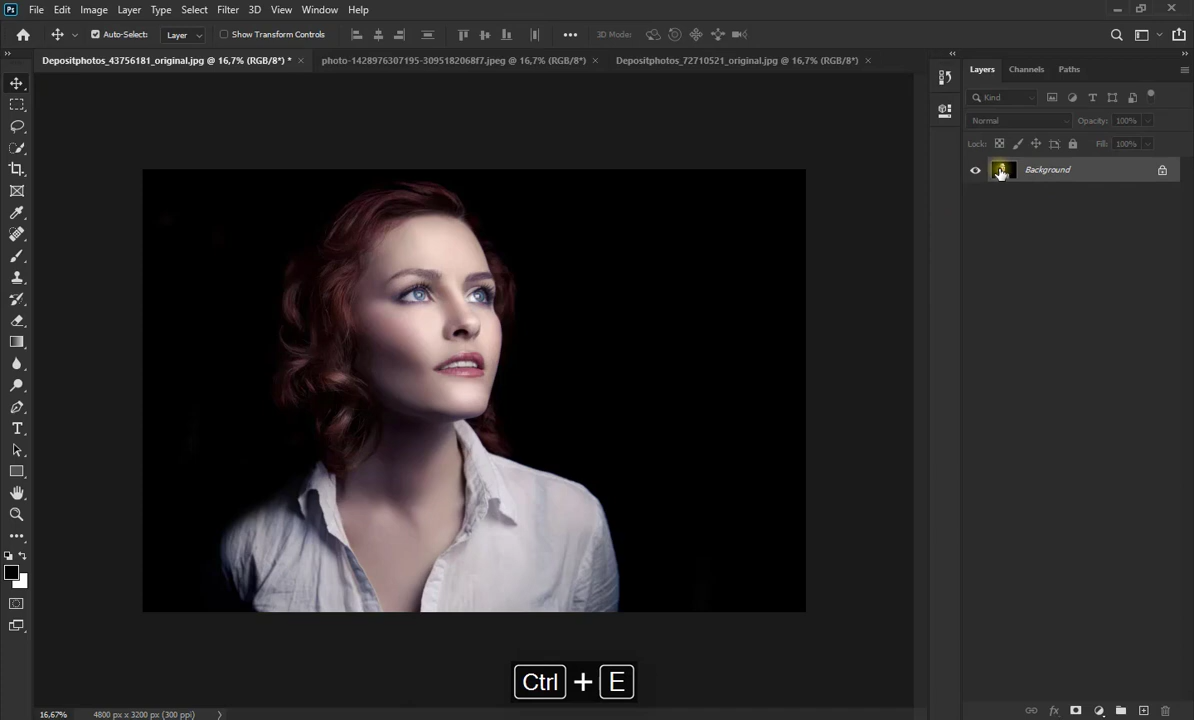 Ps File Edit Image Layer Type Select Filter 3D View Window Help
Auto-Select: Layer Show Transform Controls 3D Mode:
Depositphotos_43756181_original.jpg @ 16,7% (RGB/8*) * photo-1428976307195-3095182068f7.jpeg @ 16,7% (RGB/8*) Depositphotos_72710521_original.jpg @ 16,7% (RGB/8*)
Layers Channels Paths
Kind
Normal Opacity: 100%
Lock: Fill: 100%
Background
Ctrl + E
16,67% 4800 px x 3200 px (300 ppi)